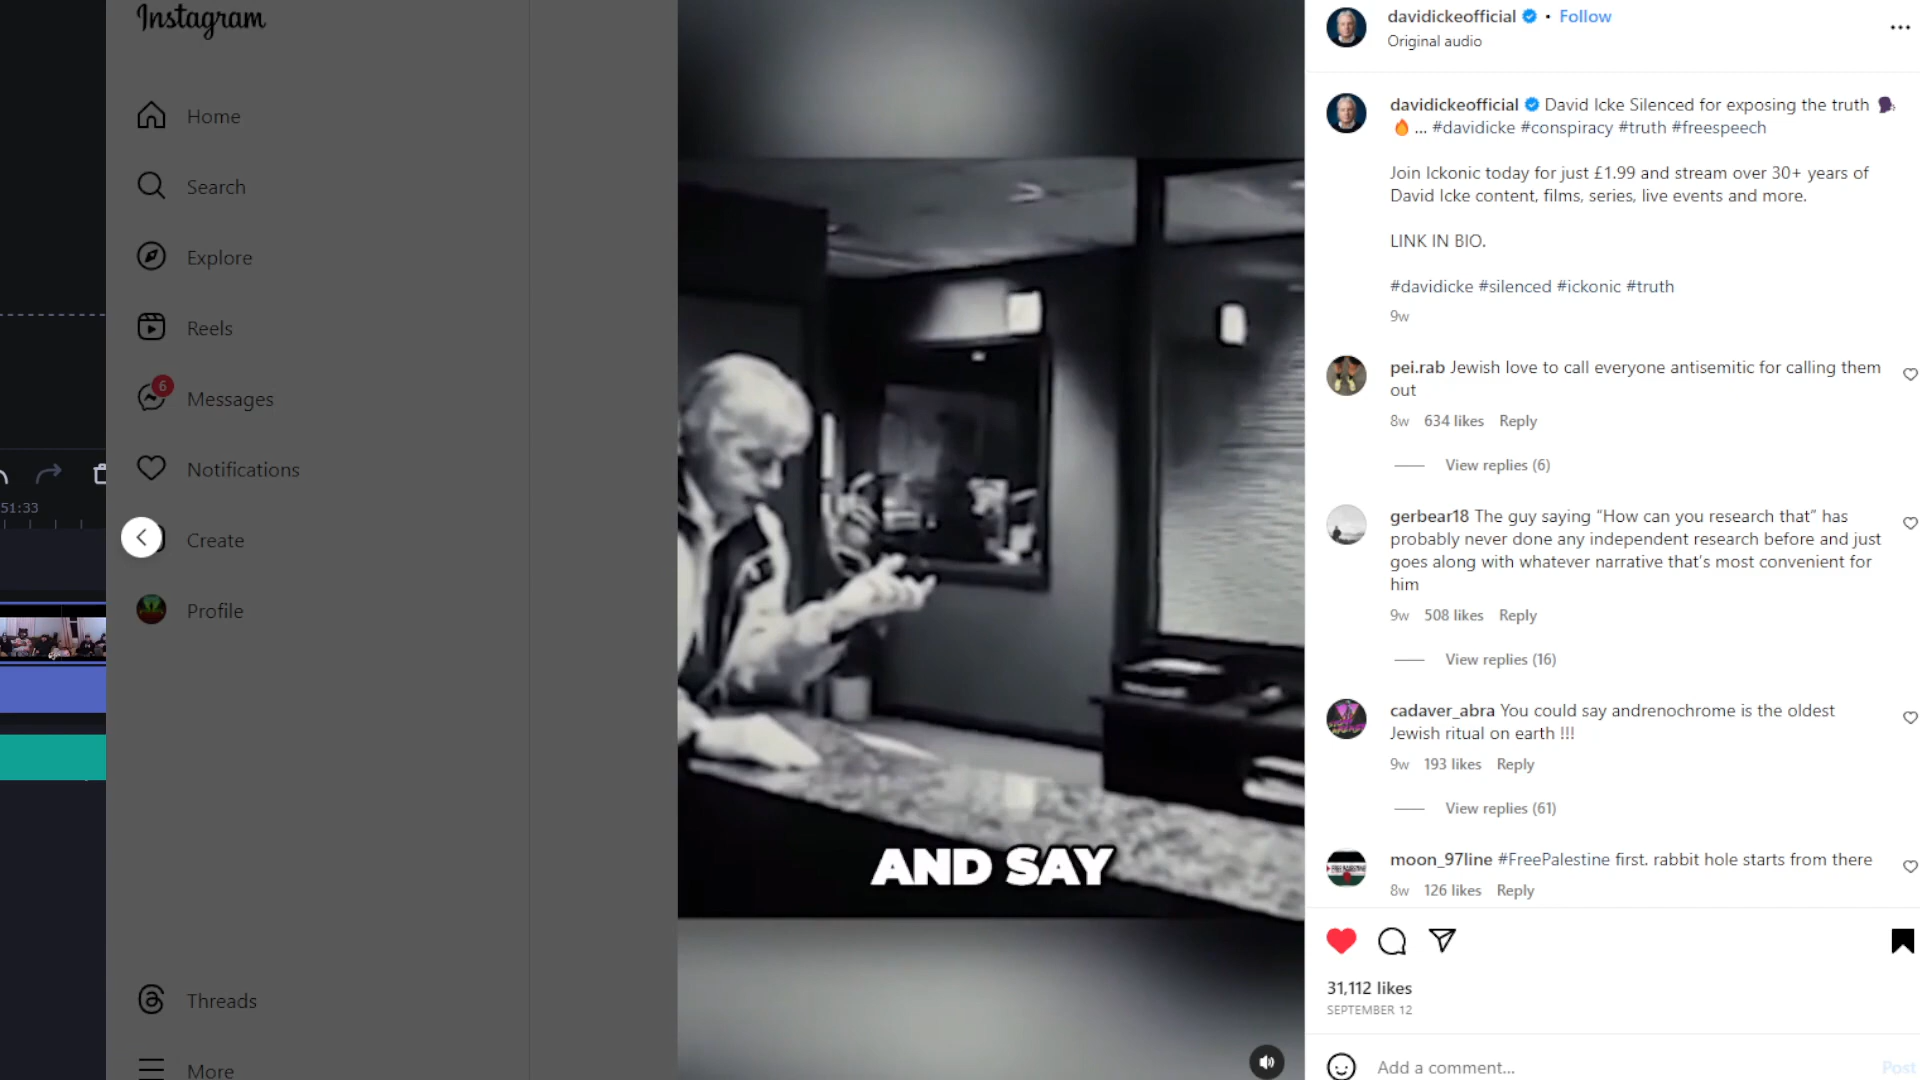 Instagram
Home
Search
Explore
Reels
6
Messages
Notifications
51:33
Create
Profile
Threads
More
AND SAY
davidickeofficial • Follow
Original audio
davidickeofficial David Icke Silenced for exposing the truth 🗣
🔥 ... #davidicke #conspiracy #truth #freespeech
Join Ickonic today for just £1.99 and stream over 30+ years of
David Icke content, films, series, live events and more.
LINK IN BIO.
#davidicke #silenced #ickonic #truth
9w
pei.rab Jewish love to call everyone antisemitic for calling them
out
8w 634 likes Reply
View replies (6)
gerbear18 The guy saying “How can you research that” has
probably never done any independent research before and just
goes along with whatever narrative that's most convenient for
him
9w 508 likes Reply
View replies (16)
cadaver_abra You could say andrenochrome is the oldest
Jewish ritual on earth !!!
9w 193 likes Reply
View replies (61)
moon_97line #FreePalestine first. rabbit hole starts from there
8w 126 likes Reply
31,112 likes
SEPTEMBER 12
Add a comment...
Post